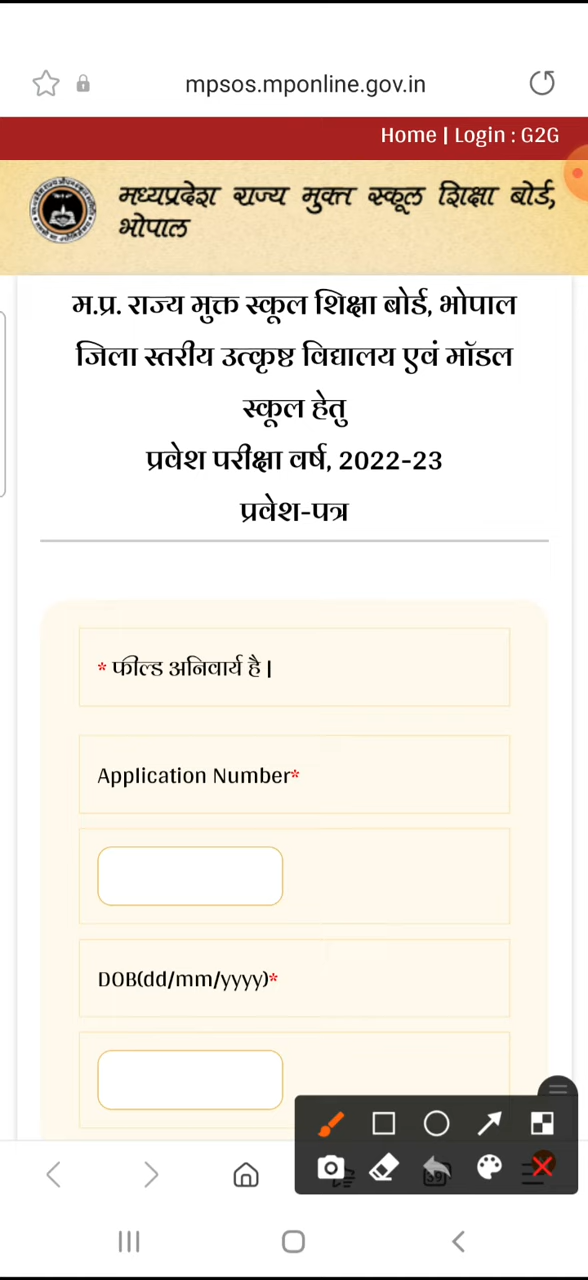 mpsos.mponline.gov.in
Home | Login : G2G
मध्यप्रदेश राज्य मुक्त स्कूल शिक्षा बोर्ड,
भोपाल
म.प्र. राज्य मुक्त स्कूल शिक्षा बोर्ड, भोपाल
जिला स्तरीय उत्कृष्ट विद्यालय एवं मॉडल
स्कूल हेतु
प्रवेश परीक्षा वर्ष, 2022-23
प्रवेश-पत्र
* फील्ड अनिवार्य है |
Application Number*
DOB(dd/mm/yyyy)*